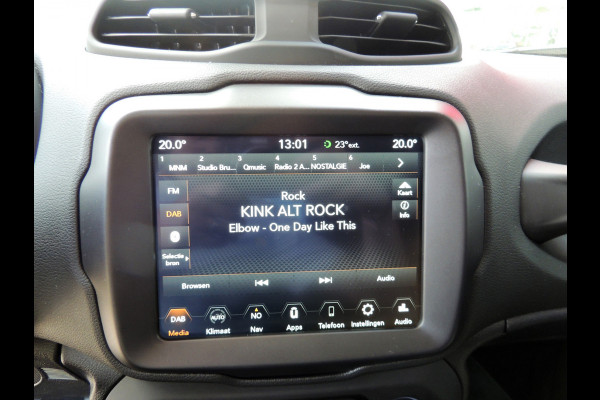 20.0° 13:01 23°ext. 20.0°
1 MNM 2 Studio Bru... 3 Qmusic 4 Radio 2 A... 5 NOSTALGIE 6 Joe
FM
Rock
Kaart
DAB
KINK ALT ROCK
Info
Elbow - One Day Like This
Selectie
bron
Browsen Audio
DAB AUTO NO
Media Klimaat Nav Apps Telefoon Instellingen Audio